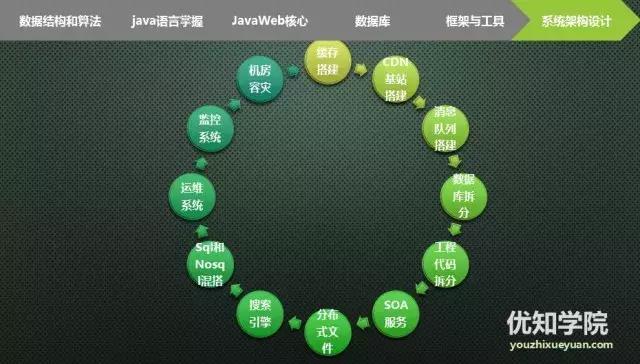 数据结构和算法
java语言掌握
JavaWeb核心
数据库
框架与工具
系统架构设计
缓存
搭建
CDN
基站
搭建
消息
队列
搭建
数据
库拆
分
工程
代码
拆分
SOA
服务
分布
式文
件
搜索
引擎
Sql和
Nosq
l混搭
运维
系统
监控
系统
机房
容灾
优知学院
youzhixueyuan.com